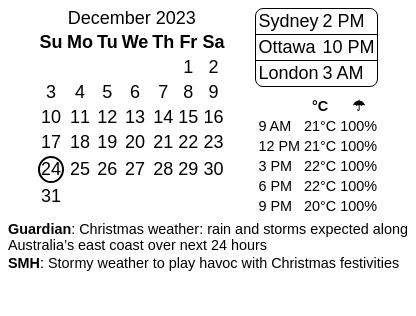 December 2023
Su Mo Tu We Th Fr Sa
1 2
3 4 5 6 7 8 9
10 11 12 13 14 15 16
17 18 19 20 21 22 23
24 25 26 27 28 29 30
31
Sydney 2 PM
Ottawa 10 PM
London 3 AM
°C ☂
9 AM 21°C 100%
12 PM 21°C 100%
3 PM 22°C 100%
6 PM 22°C 100%
9 PM 20°C 100%
Guardian: Christmas weather: rain and storms expected along
Australia’s east coast over next 24 hours
SMH: Stormy weather to play havoc with Christmas festivities